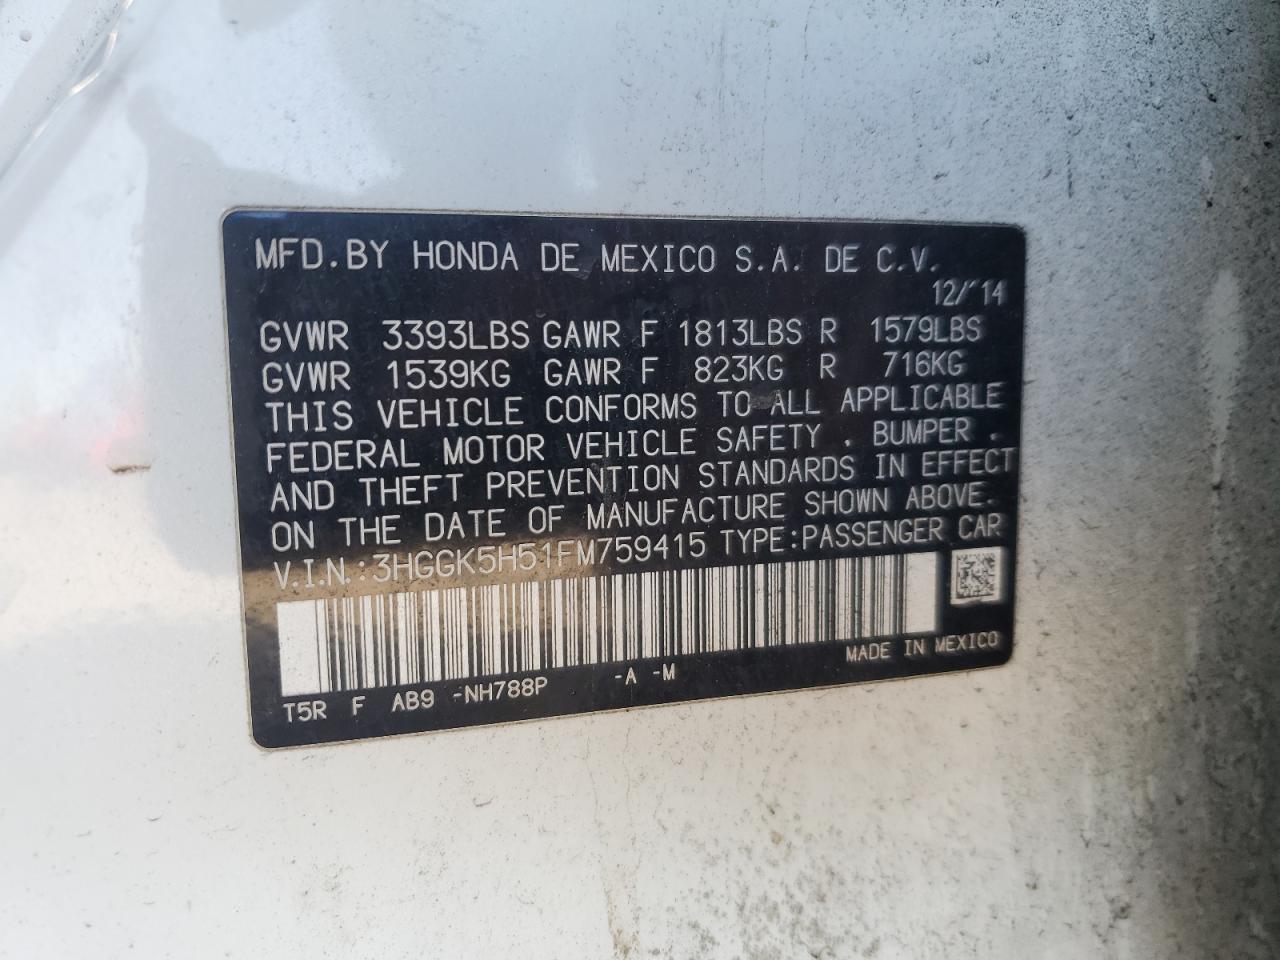 MFD.BY HONDA DE MEXICO S.A. DE C.V.
12/14
GVWR 3393LBS GAWR F 1813LBS R 1579LBS
GVWR 1539KG GAWR F 823KG R 716KG
THIS VEHICLE CONFORMS TO ALL APPLICABLE
FEDERAL MOTOR VEHICLE SAFETY , BUMPER ,
AND THEFT PREVENTION STANDARDS IN EFFECT
ON THE DATE OF MANUFACTURE SHOWN ABOVE.
V.I.N.:3HGGK5H51FM759415 TYPE:PASSENGER CAR
MADE IN MEXICO
T5R F AB9 -NH788P -A -M